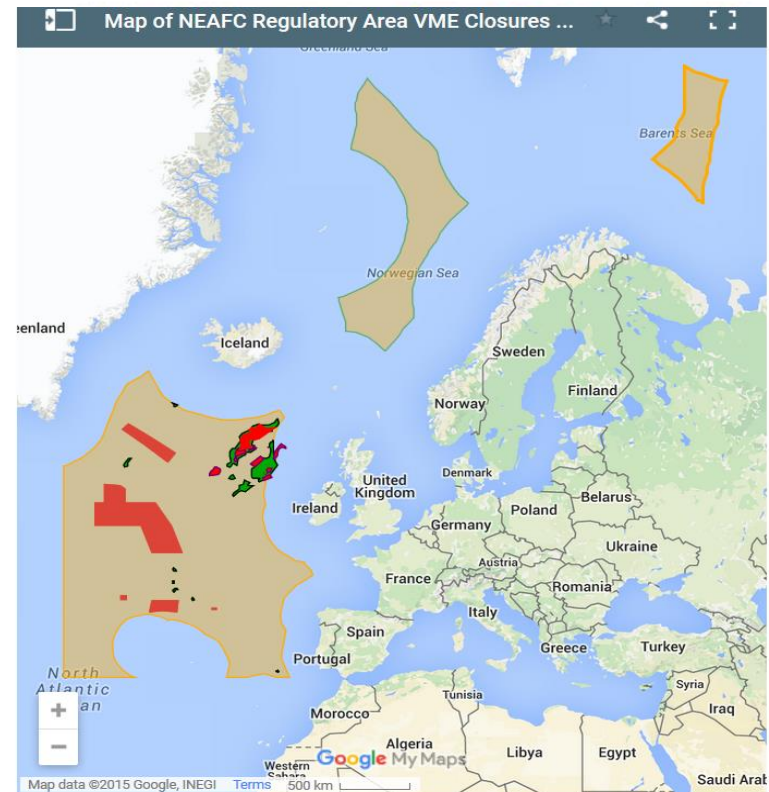 Map of NEAFC Regulatory Area VME Closures ...
Greenland Sea
Barents Sea
Norwegian Sea
eenland
Iceland
Sweden
Finland
Norway
United
Kingdom
Denmark
Ireland
Poland
Belarus
Germany
Ukraine
Austria
France
Romania
Italy
Spain
Greece
Turkey
Portugal
North
Atlantic
an
Syria
Tunisia
Iraq
Morocco
Algeria
Libya
Egypt
Western
Sahara
Google My Maps
Saudi Arab
+
−
Map data ©2015 Google, INEGI Terms 500 km